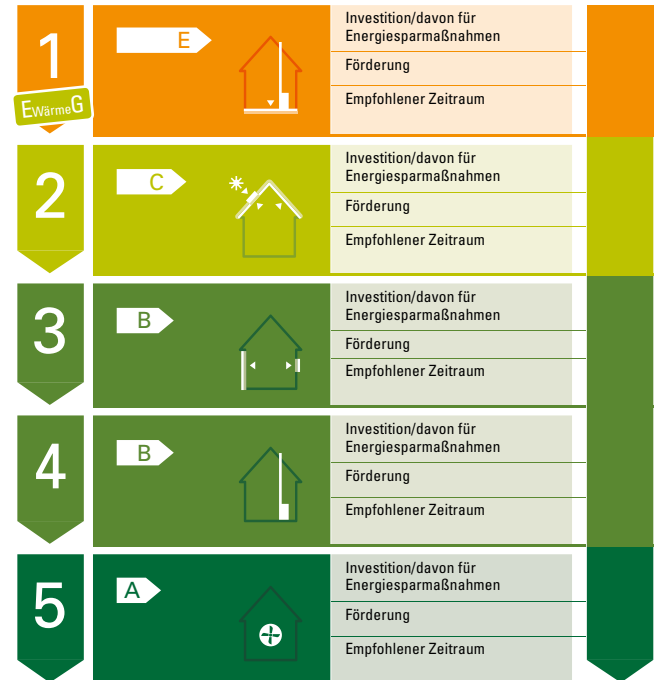 1
EWärmeG
E
Investition/davon für
Energiesparmaßnahmen
Förderung
Empfohlener Zeitraum
2
C
Investition/davon für
Energiesparmaßnahmen
Förderung
Empfohlener Zeitraum
3
B
Investition/davon für
Energiesparmaßnahmen
Förderung
Empfohlener Zeitraum
4
B
Investition/davon für
Energiesparmaßnahmen
Förderung
Empfohlener Zeitraum
5
A
Investition/davon für
Energiesparmaßnahmen
Förderung
Empfohlener Zeitraum